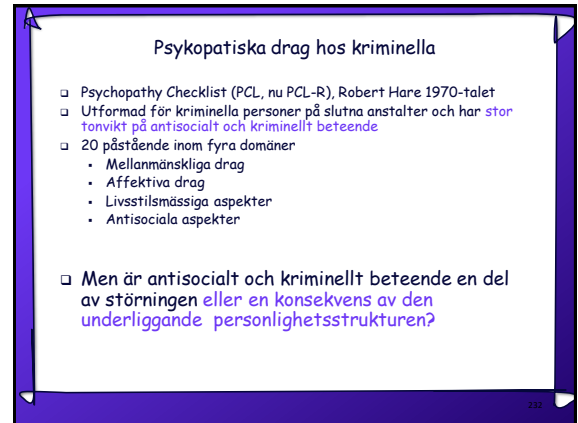 Psykopatiska drag hos kriminella
Psychopathy Checklist (PCL, nu PCL-R), Robert Hare 1970-talet
Utformad för kriminella personer på slutna anstalter och har stor
tonvikt på antisocialt och kriminellt beteende
20 påstående inom fyra domäner
Mellanmänskliga drag
Affektiva drag
Livsstilsmässiga aspekter
Antisociala aspekter
Men är antisocialt och kriminellt beteende en del
av störningen eller en konsekvens av den
underliggande personlighetsstrukturen?
232